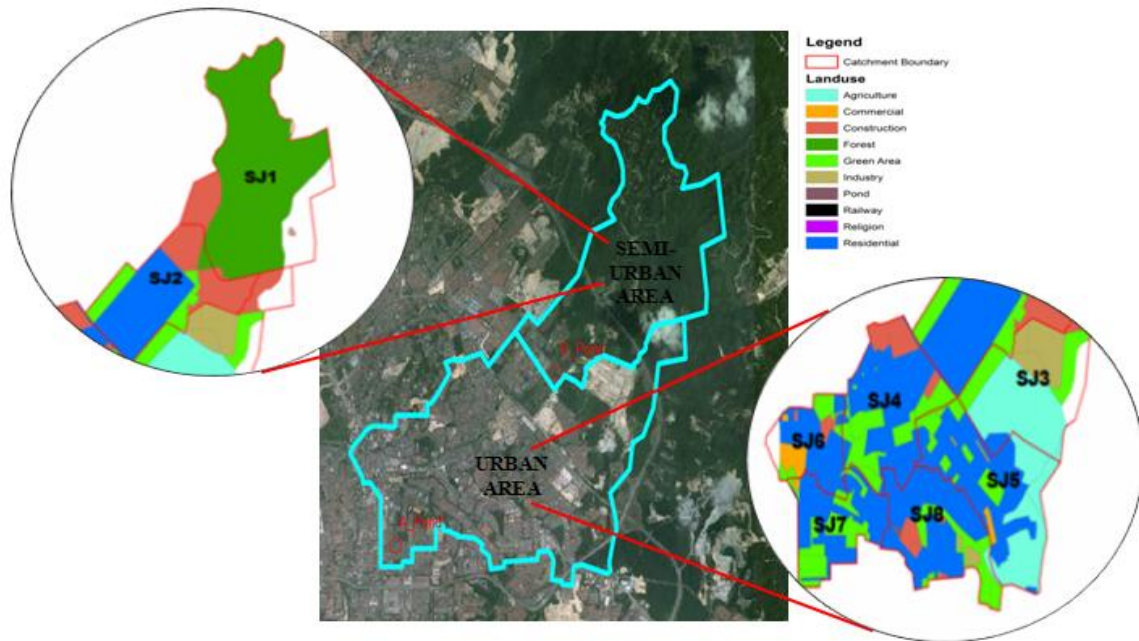 SJ1
SJ2
SEMI-
URBAN
AREA
URBAN
AREA
Legend
Catchment Boundary
Landuse
Agriculture
Commercial
Construction
Forest
Green Area
Industry
Pond
Railway
Religion
Residential
SJ3
SJ4
SJ6
SJ5
SJ7
SJ8